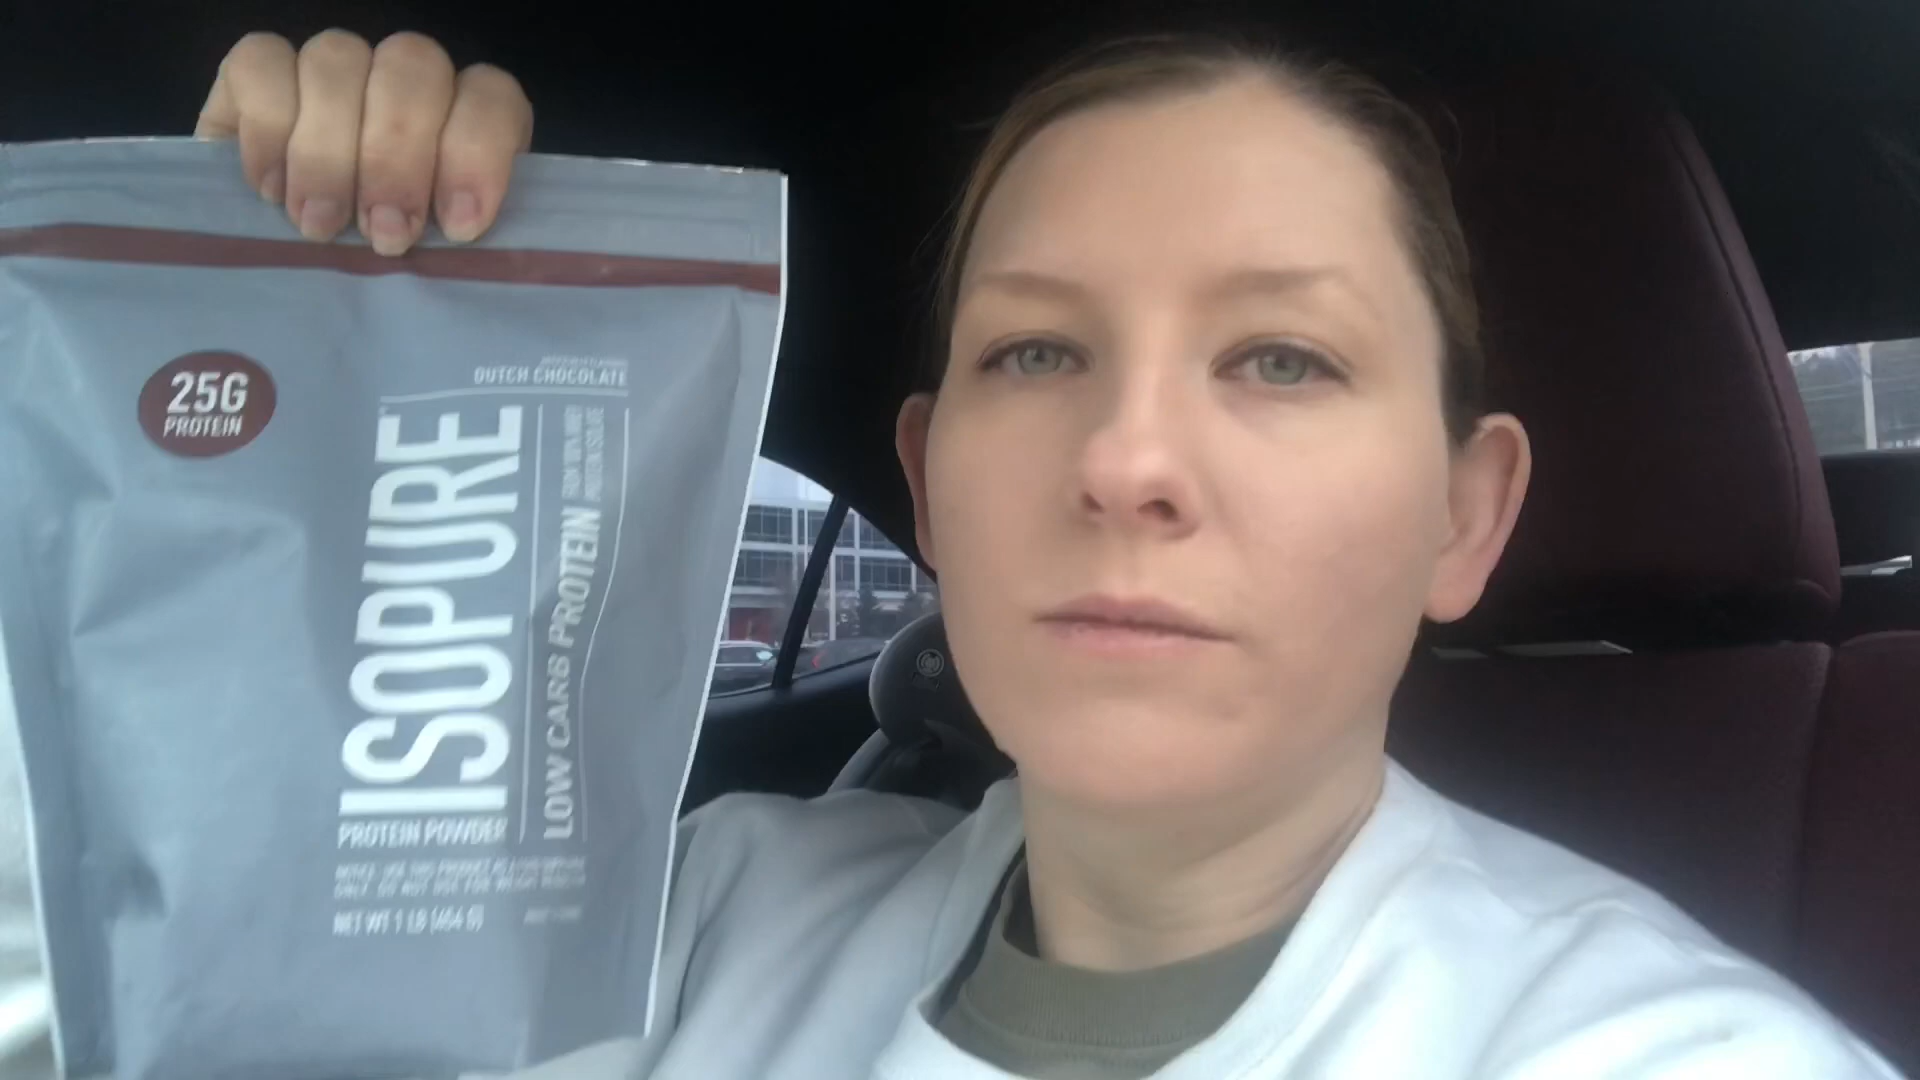 25G
PROTEIN
DUTCH CHOCOLATE
ISOPURE
LOW CARB PROTEIN
PROTEIN POWDER
NET WT 1 LB (454 G)